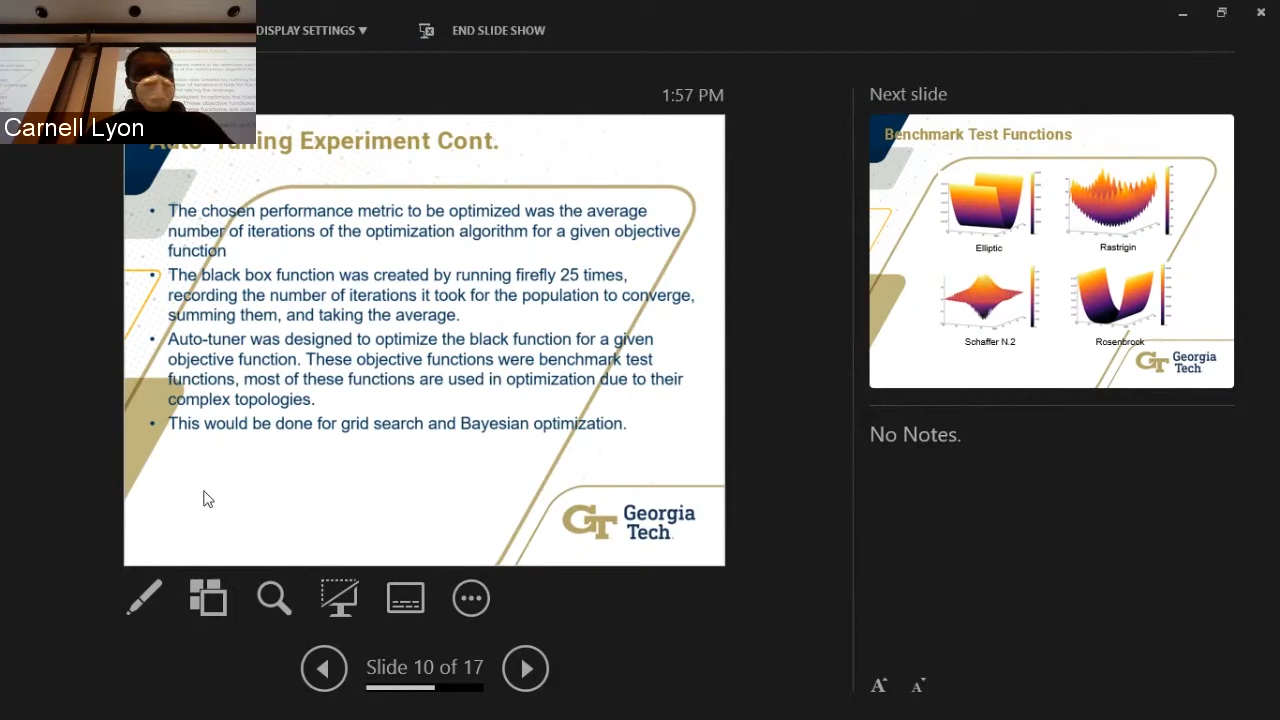 DISPLAY SETTINGS ▼
END SLIDE SHOW
Carnell Lyon
1:57 PM
Next slide
Auto-Tuning Experiment Cont.
• The chosen performance metric to be optimized was the average
number of iterations of the optimization algorithm for a given objective
function
• The black box function was created by running firefly 25 times,
recording the number of iterations it took for the population to converge,
summing them, and taking the average.
• Auto-tuner was designed to optimize the black function for a given
objective function. These objective functions were benchmark test
functions, most of these functions are used in optimization due to their
complex topologies.
• This would be done for grid search and Bayesian optimization.
GT Georgia
Tech
Slide 10 of 17
Benchmark Test Functions
Elliptic
Rastrigin
Schaffer N.2
Rosenbrock
GT Georgia
Tech
No Notes.
A A